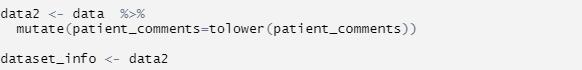 data2 <- data  %>%
  mutate(patient_comments=tolower(patient_comments))
dataset_info <- data2